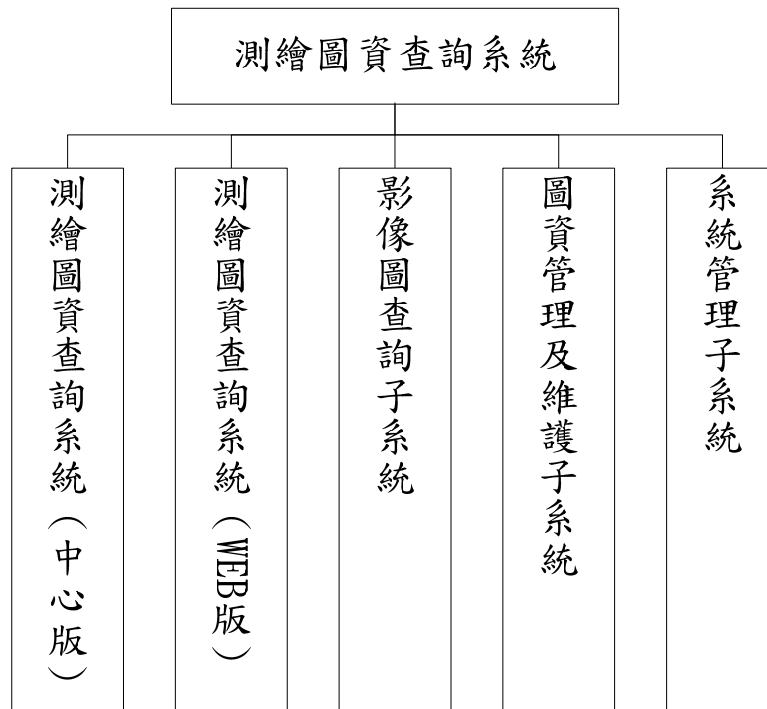 測繪圖資查詢系統
測繪圖資查詢系統（中心版）
測繪圖資查詢系統（WEB版）
影像圖查詢子系統
圖資管理及維護子系統
系統管理子系統